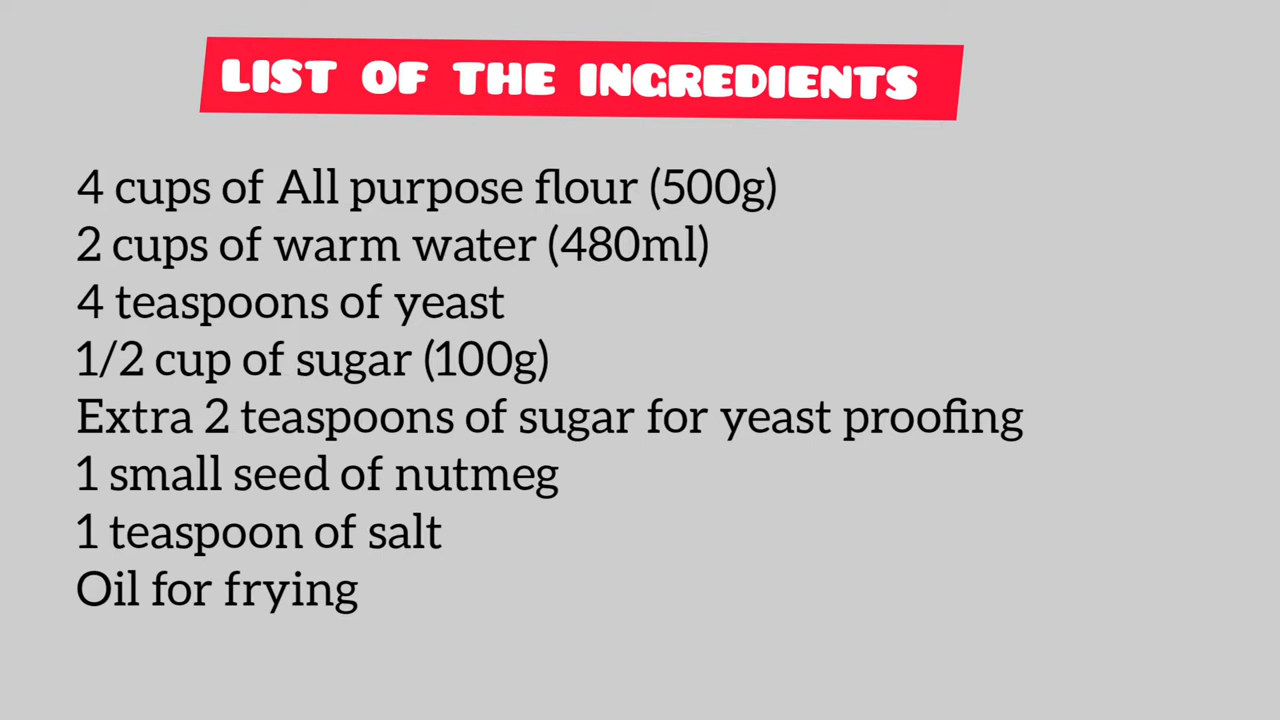 LIST OF THE INGREDIENTS
4 cups of All purpose flour (500g)
2 cups of warm water (480ml)
4 teaspoons of yeast
1/2 cup of sugar (100g)
Extra 2 teaspoons of sugar for yeast proofing
1 small seed of nutmeg
1 teaspoon of salt
Oil for frying